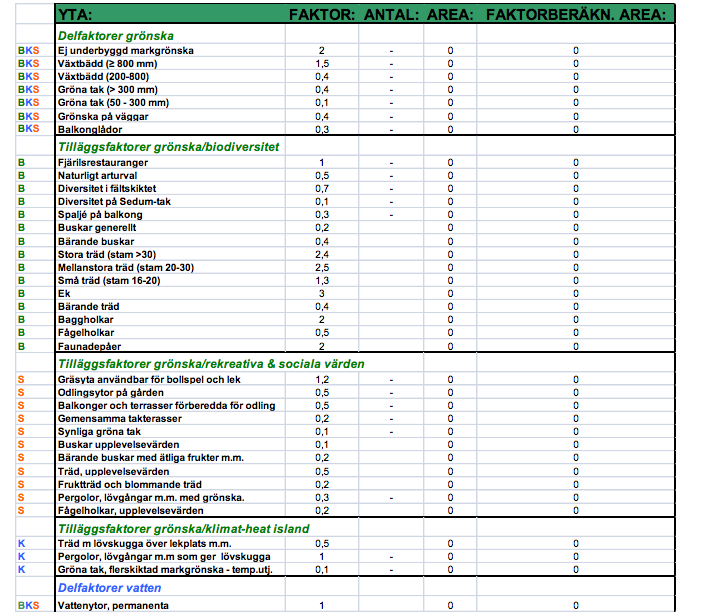 YTA: FAKTOR: ANTAL: AREA: FAKTORBERÄKN. AREA:
Delfaktorer grönska
BKS Ej underbyggd markgrönska 2 - 0 0
BKS Växtbädd (≥ 800 mm) 1,5 - 0 0
BKS Växtbädd (200-800) 0,4 - 0 0
BKS Gröna tak (> 300 mm) 0,4 - 0 0
BKS Gröna tak (50 - 300 mm) 0,1 - 0 0
BKS Grönska på väggar 0,4 - 0 0
BKS Balkonglådor 0,3 - 0 0
Tilläggsfaktorer grönska/biodiversitet
B Fjärilsrestauranger 1 - 0 0
B Naturligt arturval 0,5 - 0 0
B Diversitet i fältskiktet 0,7 - 0 0
B Diversitet på Sedum-tak 0,1 - 0 0
B Spaljé på balkong 0,3 - 0 0
B Buskar generellt 0,2 0 0
B Bärande buskar 0,4 0 0
B Stora träd (stam >30) 2,4 0 0
B Mellanstora träd (stam 20-30) 2,5 0 0
B Små träd (stam 16-20) 1,3 0 0
B Ek 3 0 0
B Bärande träd 0,4 0 0
B Baggholkar 2 0 0
B Fågelholkar 0,5 0 0
B Faunadepåer 2 0 0
Tilläggsfaktorer grönska/rekreativa & sociala värden
S Gräsyta användbar för bollspel och lek 1,2 - 0 0
S Odlingsytor på gården 0,5 - 0 0
S Balkonger och terrasser förberedda för odling 0,5 - 0 0
S Gemensamma takterasser 0,2 - 0 0
S Synliga gröna tak 0,1 - 0 0
S Buskar upplevelsevärden 0,1 0 0
S Bärande buskar med ätliga frukter m.m. 0,2 0 0
S Träd, upplevelsevärden 0,5 0 0
S Fruktträd och blommande träd 0,2 0 0
S Pergolor, lövgångar m.m. med grönska. 0,3 - 0 0
S Fågelholkar, upplevelsevärden 0,2 0 0
Tilläggsfaktorer grönska/klimat-heat island
K Träd m lövskugga över lekplats m.m. 0,5 0 0
K Pergolor, lövgångar m.m som ger lövskugga 1 - 0 0
K Gröna tak, flerskiktad markgrönska - temp.utj. 0,1 - 0 0
Delfaktorer vatten
BKS Vattenytor, permanenta 1 0 0